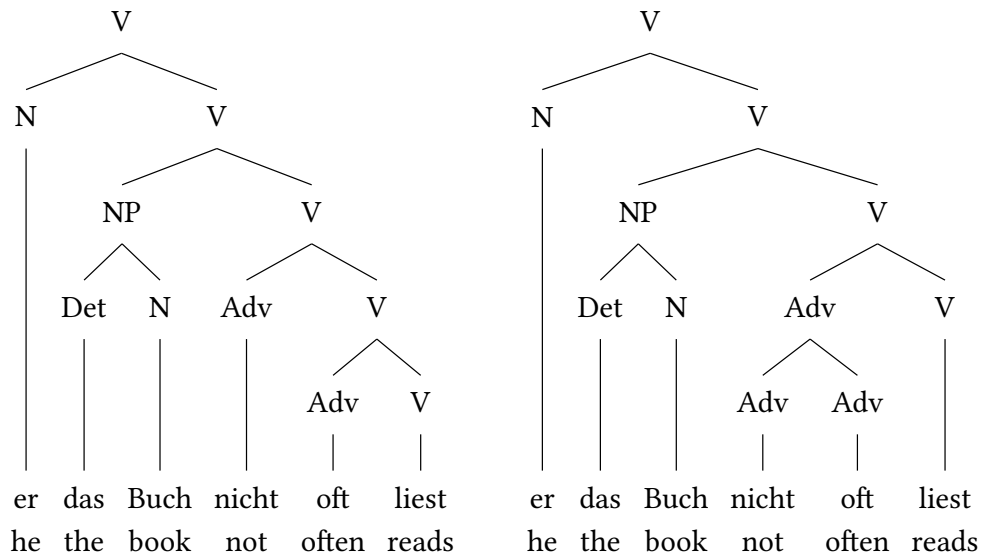 V V
N V N V
NP V NP V
Det N Adv V Det N Adv V
Adv V Adv Adv
er das Buch nicht oft liest er das Buch nicht oft liest
he the book not often reads he the book not often reads